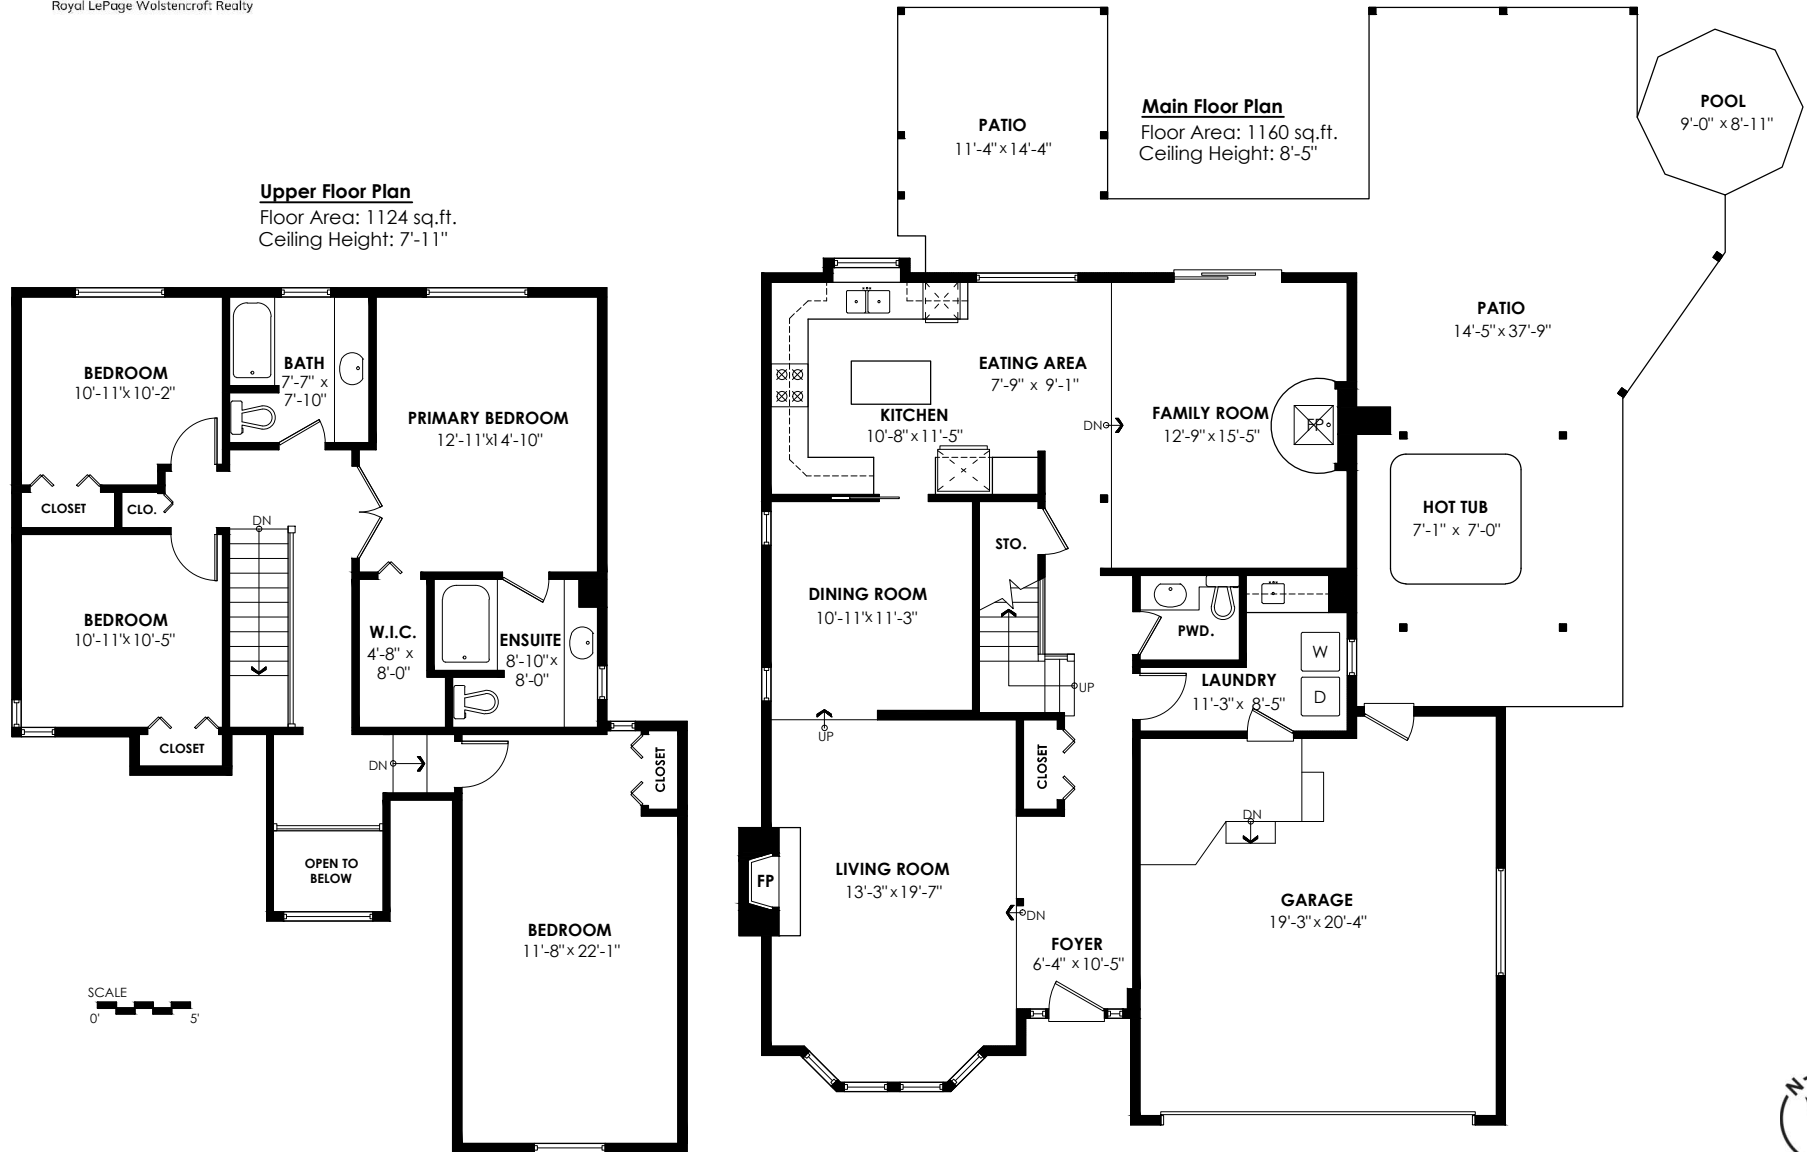 Royal LePage Wolstencroft Realty
Upper Floor Plan
Floor Area: 1124 sq.ft.
Ceiling Height: 7'-11"
BEDROOM
10'-11"x 10'-2"
BATH
7'-7" x
7'-10"
PRIMARY BEDROOM
12'-11"x14'-10"
CLOSET
CLO.
DN
BEDROOM
10'-11"x 10'-5"
W.I.C.
4'-8" x
8'-0"
ENSUITE
8'-10"x
8'-0"
CLOSET
DN
CLOSET
OPEN TO
BELOW
BEDROOM
11'-8" x 22'-1"
SCALE
0' 5'
Main Floor Plan
Floor Area: 1160 sq.ft.
Ceiling Height: 8'-5"
PATIO
11'-4" x 14'-4"
POOL
9'-0" x 8'-11"
PATIO
14'-5" x 37'-9"
EATING AREA
7'-9" x 9'-1"
KITCHEN
10'-8" x 11'-5"
DN
FAMILY ROOM
12'-9" x 15'-5"
FP
HOT TUB
7'-1" x 7'-0"
STO.
DINING ROOM
10'-11" x 11'-3"
PWD.
W
LAUNDRY
11'-3" x 8'-5"
D
UP
UP
CLOSET
DN
LIVING ROOM
13'-3" x 19'-7"
FP
DN
GARAGE
19'-3" x 20'-4"
FOYER
6'-4" x 10'-5"
N